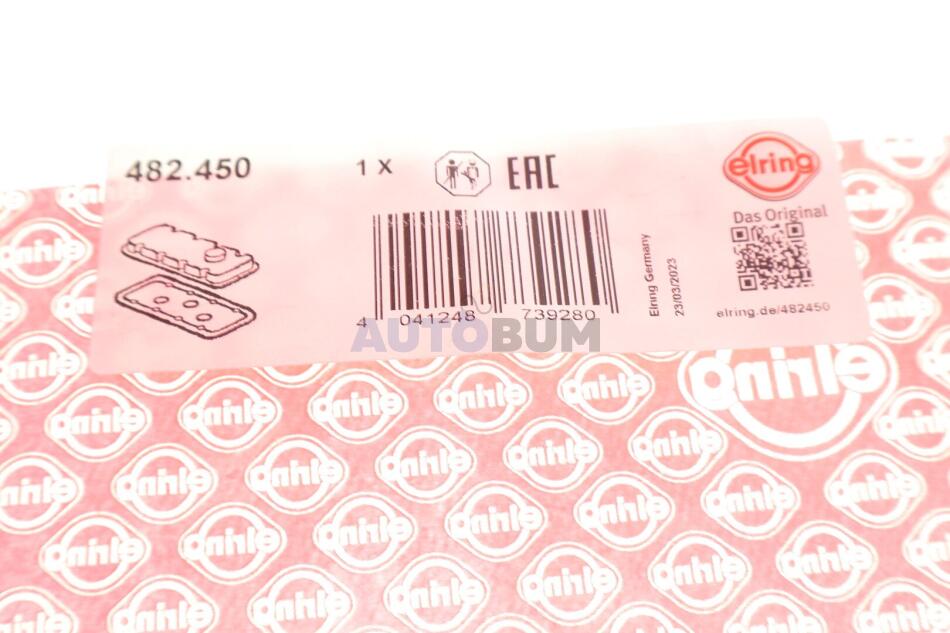 482.450
1 X
EAC
elring
Das Original
4 041248 739280
Elring Germany
23/03/2023
elring.de/482450
AUTOBUM
elring